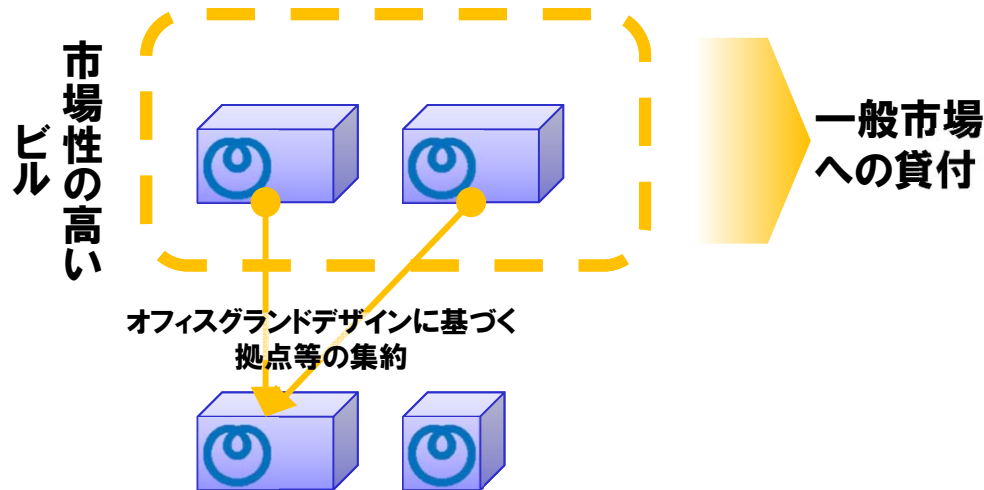 市場性の高い
ビル
一般市場
への貸付
オフィスグランドデザインに基づく
拠点等の集約